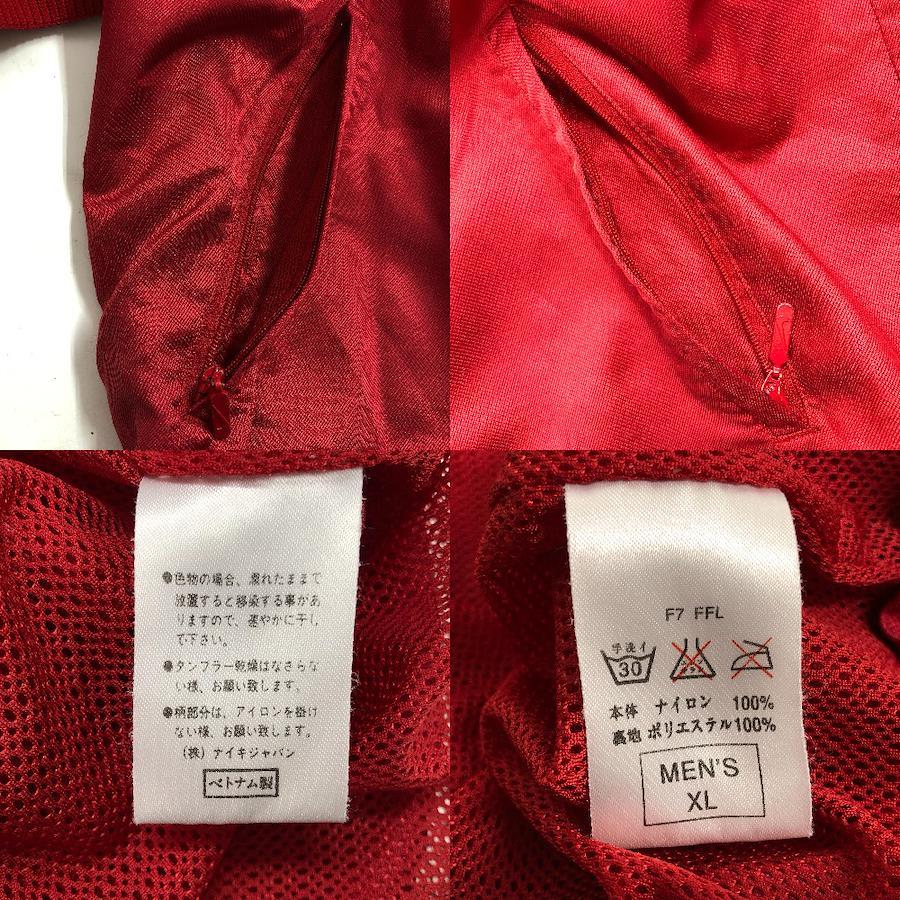 ●色物の場合、濡れたままで
放置すると移染する事があ
りますので、速やかに干し
て下さい。
●タンブラー乾燥はなさらな
い様、お願い致します。
●柄部分は、アイロンを掛け
ない様、お願い致します。
(株) ナイキジャパン
ベトナム製
F7 FFL
手洗イ
30
本体 ナイロン 100%
裏地 ポリエステル100%
MEN'S
XL